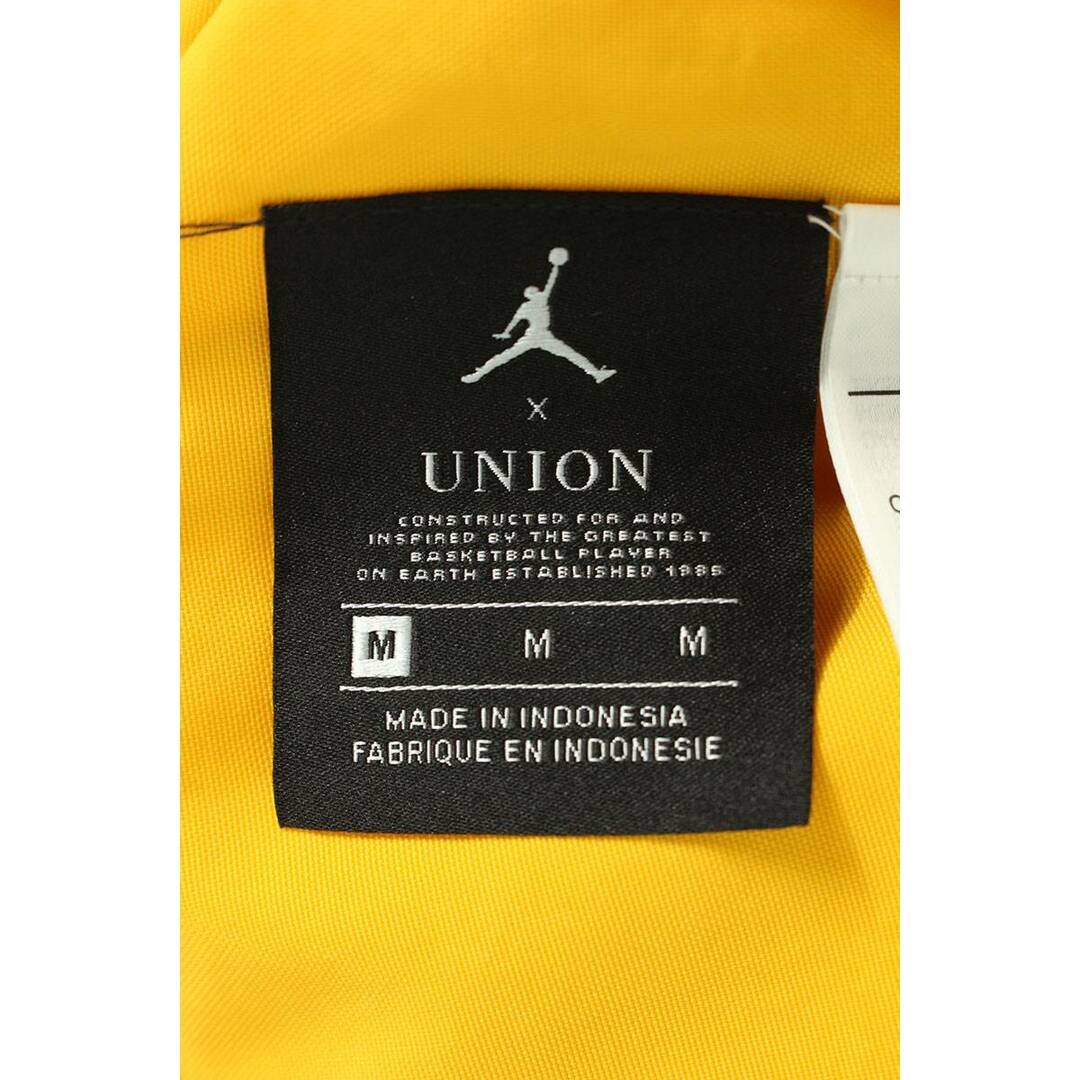 X
UNION
CONSTRUCTED FOR AND
INSPIRED BY THE GREATEST
BASKETBALL PLAYER
ON EARTH ESTABLISHED 1985
M M M
MADE IN INDONESIA
FABRIQUE EN INDONESIE